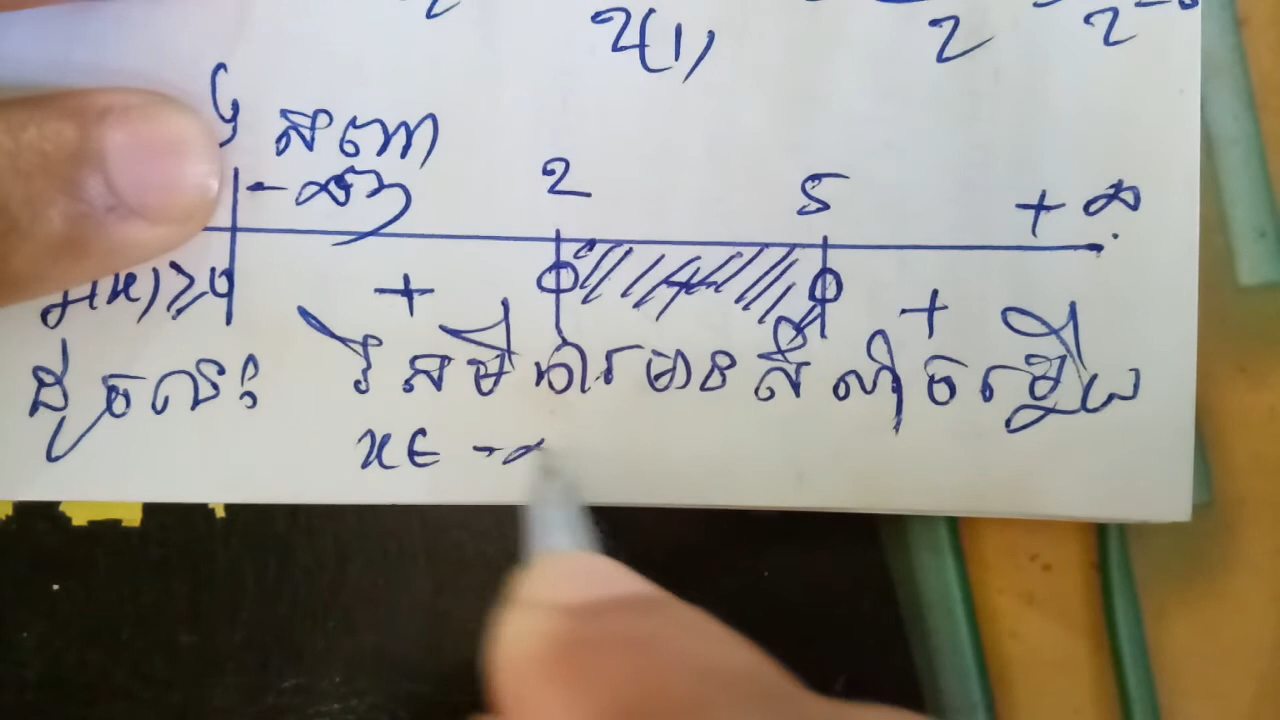 2(1) 2 2
សញ្ញា
-∞ 2 5 +∞
f(x) ≥ 0 + +
ដូចនេះ វិសមីការមានសំណុំចម្លើយ
x∈ -∞